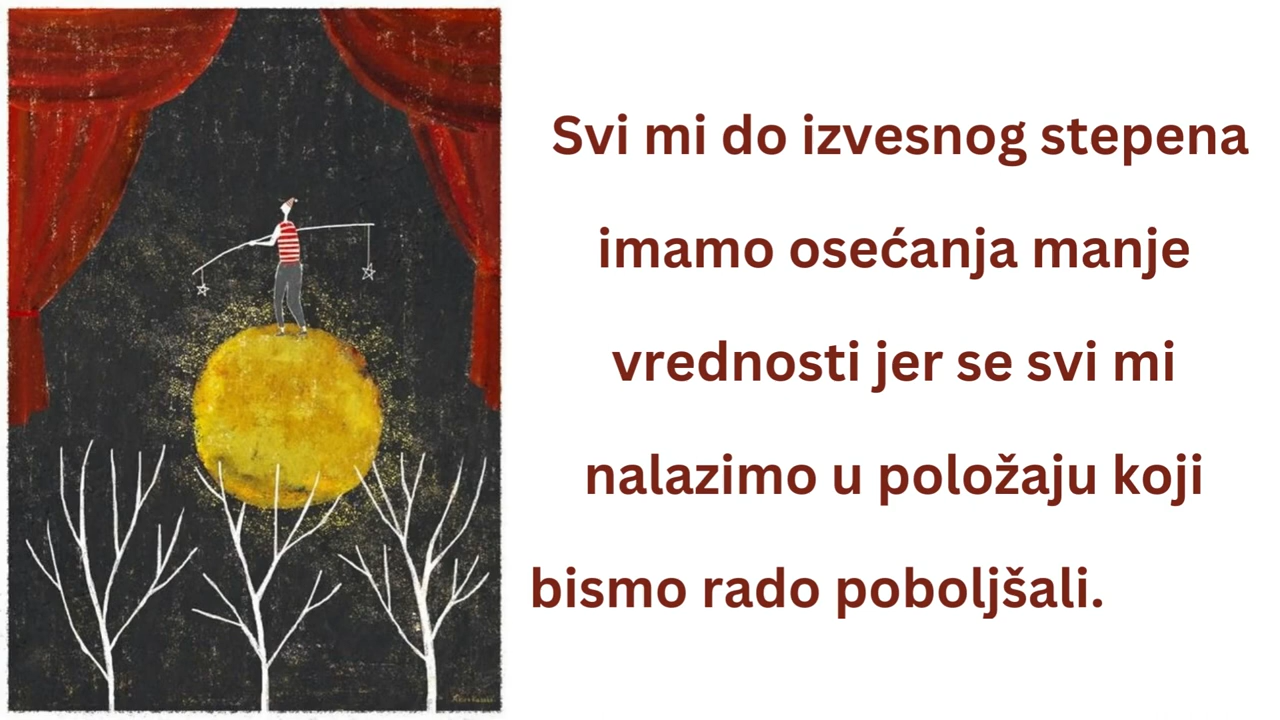 Svi mi do izvesnog stepena
imamo osećanja manje
vrednosti jer se svi mi
nalazimo u položaju koji
bismo rado poboljšali.